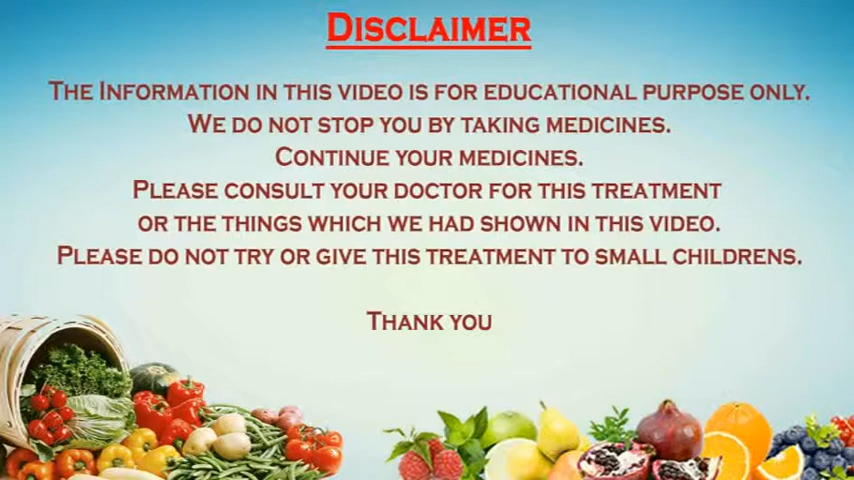 Disclaimer
The Information in this video is for educational purpose only.
We do not stop you by taking medicines.
Continue your medicines.
Please consult your doctor for this treatment
or the things which we had shown in this video.
Please do not try or give this treatment to small childrens.
Thank you